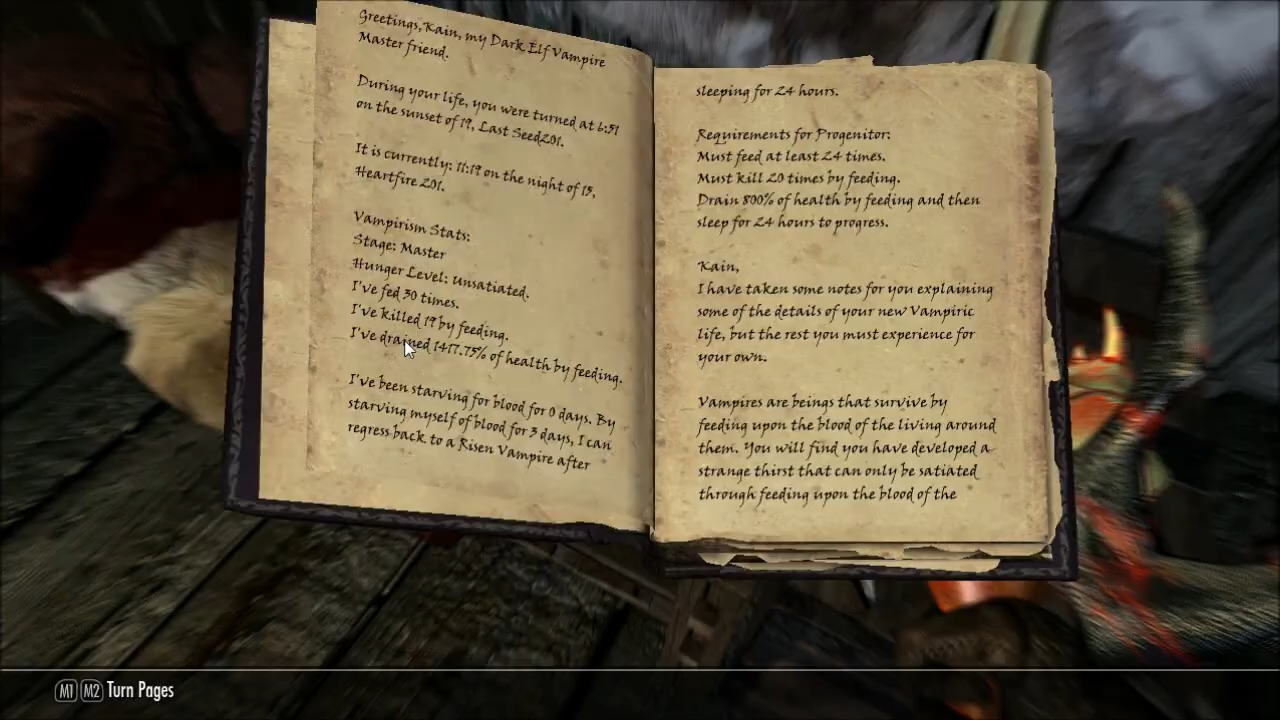 Greetings, Kain, my Dark Elf Vampire
Master friend.
During your life, you were turned at 6:51
on the sunset of 19, Last Seed201.
It is currently: 11:19 on the night of 15,
Heartfire 201.
Vampirism Stats:
Stage: Master
Hunger Level: Unsatiated.
I've fed 30 times.
I've killed 19 by feeding.
I've drained 1417.75% of health by feeding.
I've been starving for blood for 0 days. By
starving myself of blood for 3 days, I can
regress back to a Risen Vampire after
sleeping for 24 hours.
Requirements for Progenitor:
Must feed at least 24 times.
Must kill 20 times by feeding.
Drain 800% of health by feeding and then
sleep for 24 hours to progress.
Kain,
I have taken some notes for you explaining
some of the details of your new Vampiric
life, but the rest you must experience for
your own.
Vampires are beings that survive by
feeding upon the blood of the living around
them. You will find you have developed a
strange thirst that can only be satiated
through feeding upon the blood of the
M1 M2 Turn Pages